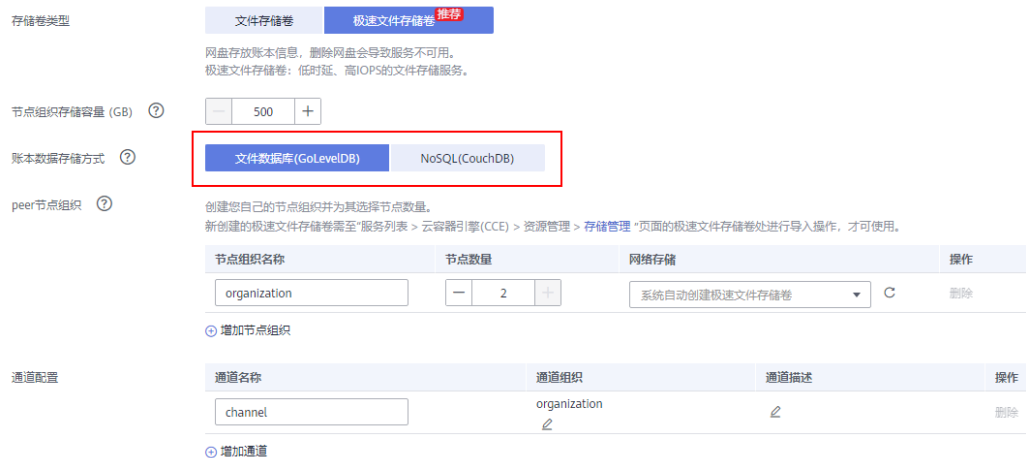 存储卷类型 文件存储卷 极速文件存储卷 推荐
网盘存放账本信息，删除网盘会导致服务不可用。
极速文件存储卷：低时延、高IOPS的文件存储服务。
节点组织存储容量 (GB) ? − 500 +
账本数据存储方式 ? 文件数据库(GoLevelDB) NoSQL(CouchDB)
peer节点组织 ? 创建您自己的节点组织并为其选择节点数量。
新创建的极速文件存储卷需至"服务列表 > 云容器引擎(CCE) > 资源管理 > 存储管理 "页面的极速文件存储卷处进行导入操作，才可使用。
节点组织名称 节点数量 网络存储 操作
organization − 2 + 系统自动创建极速文件存储卷 删除
增加节点组织
通道配置 通道名称 通道组织 通道描述 操作
channel organization 删除
增加通道